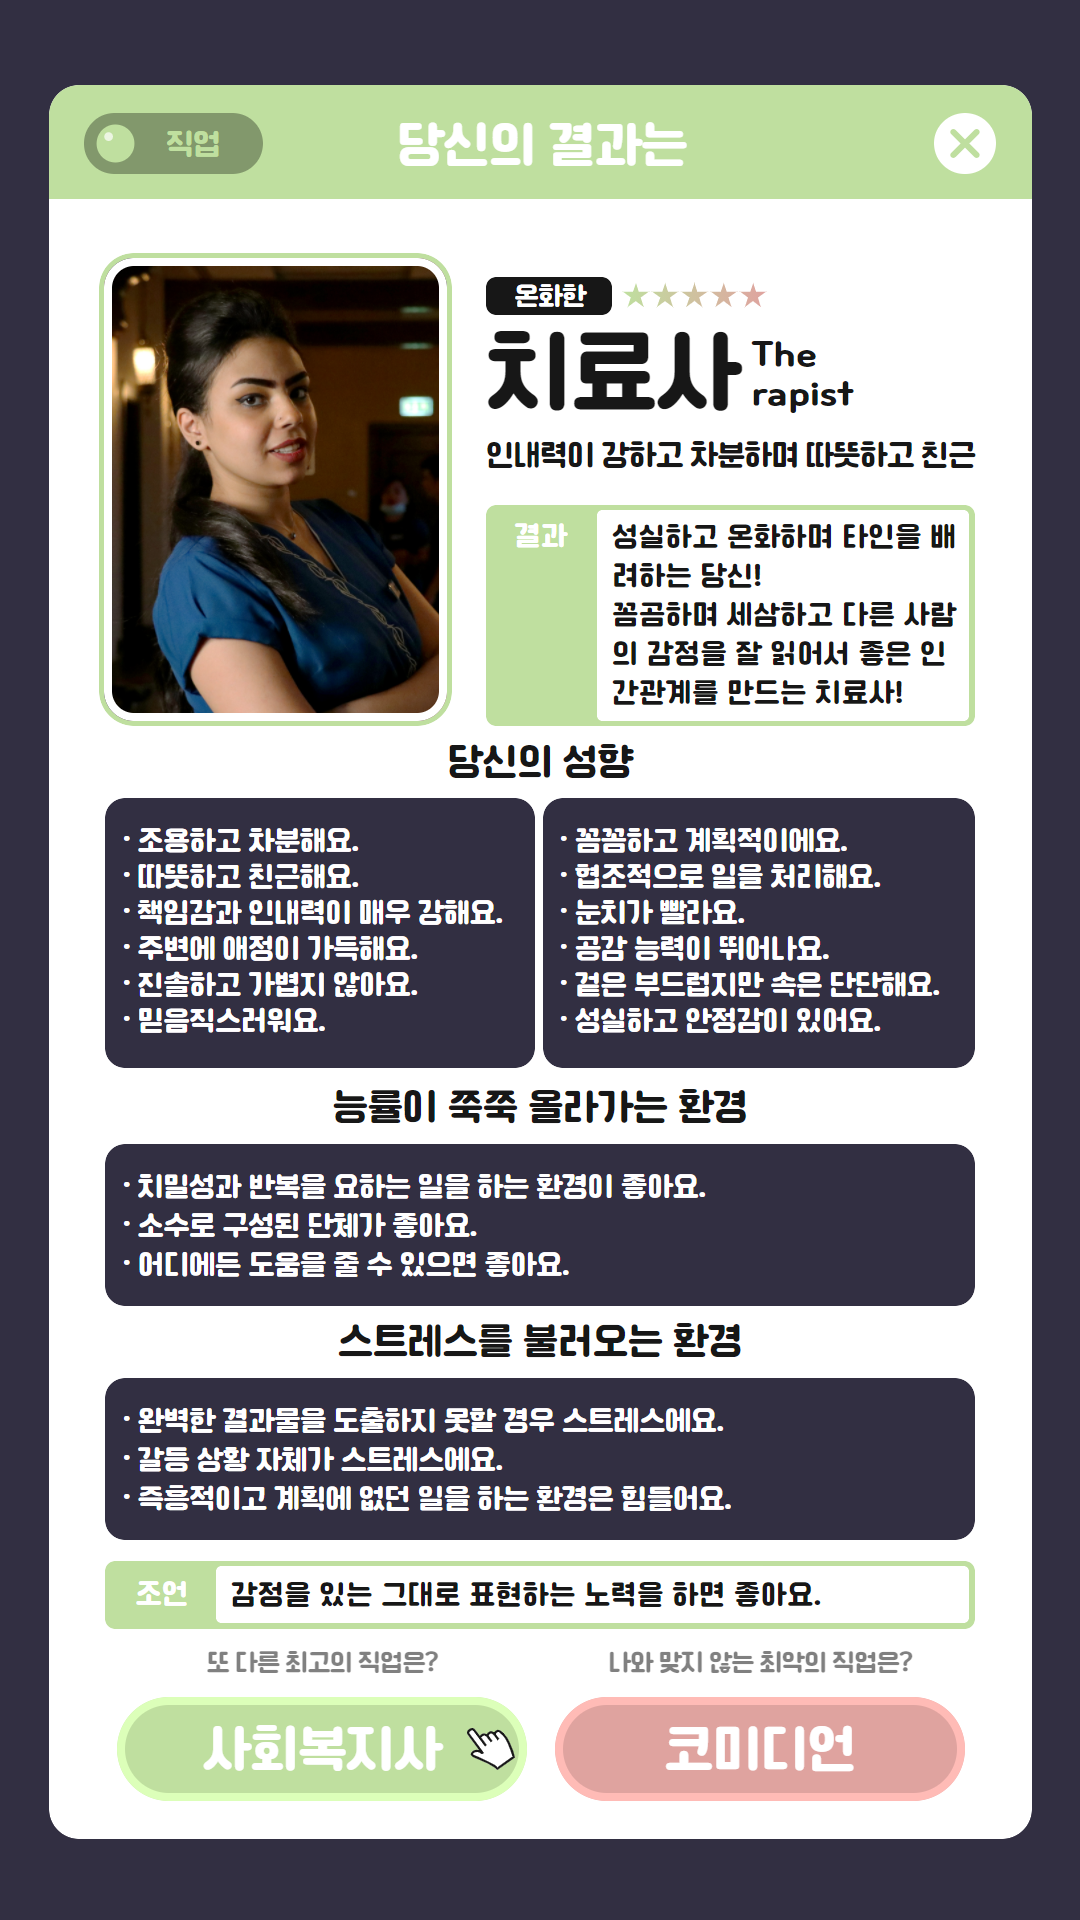 직업
당신의 결과는
온화한
치료사
The
rapist
인내력이 강하고 차분하며 따뜻하고 친근
결과
성실하고 온화하며 타인을 배
려하는 당신!
꼼곰하며 세삼하고 다른 사람
의 감정을 잘 읽어서 좋은 인
간관계를 만드는 치료사!
당신의 성향
· 조용하고 차분해요.
· 따뜻하고 친근해요.
· 책임감과 인내력이 매우 강해요.
· 주변에 애정이 가득해요.
· 진솔하고 가볍지 않아요.
· 믿음직스러워요.
· 꼼꼼하고 계획적이에요.
· 협조적으로 일을 처리해요.
· 눈치가 빨라요.
· 공감 능력이 뛰어나요.
· 겉은 부드럽지만 속은 단단해요.
· 성실하고 안정감이 있어요.
능률이 쭉쭉 올라가는 환경
· 치밀성과 반복을 요하는 일을 하는 환경이 좋아요.
· 소수로 구성된 단체가 좋아요.
· 어디에든 도움을 줄 수 있으면 좋아요.
스트레스를 불러오는 환경
· 완벽한 결과물을 도출하지 못할 경우 스트레스에요.
· 갈등 상황 자체가 스트레스에요.
· 즉흥적이고 계획에 없던 일을 하는 환경은 힘들어요.
조언
감정을 있는 그대로 표현하는 노력을 하면 좋아요.
또 다른 최고의 직업은?
나와 맞지 않는 최악의 직업은?
사회복지사
코미디언